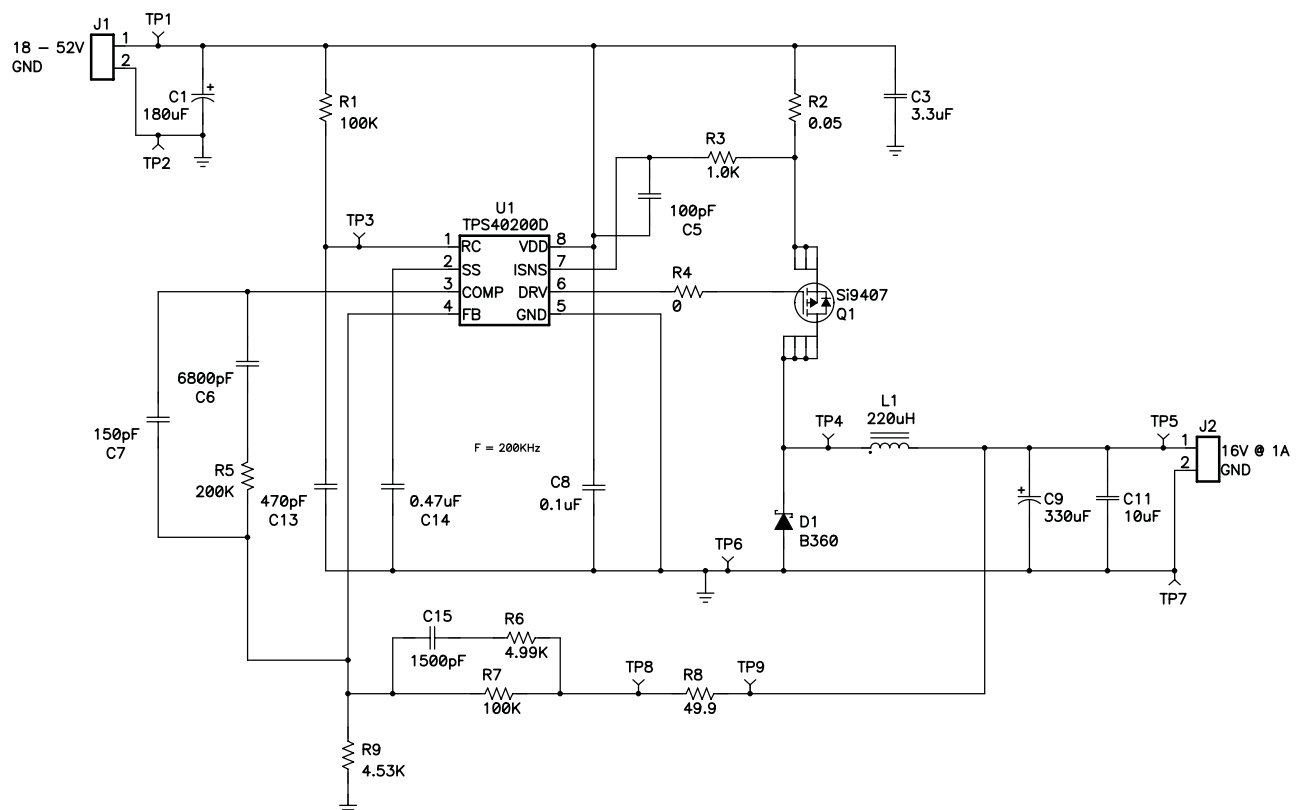 J1
TP1
18 – 52V
GND
1
2
C1
180uF
TP2
R1
100K
R2
0.05
C3
3.3uF
R3
1.0K
100pF
C5
U1
TPS40200D
TP3
1 RC VDD 8
2 SS ISNS 7
3 COMP DRV 6
4 FB GND 5
R4
0
Si9407
Q1
6800pF
C6
150pF
C7
R5
200K
470pF
C13
0.47uF
C14
F = 200KHz
C8
0.1uF
TP4
L1
220uH
TP5
J2
1
2
16V @ 1A
GND
D1
B360
C9
330uF
C11
10uF
TP6
TP7
C15
1500pF
R6
4.99K
R7
100K
TP8
R8
49.9
TP9
R9
4.53K